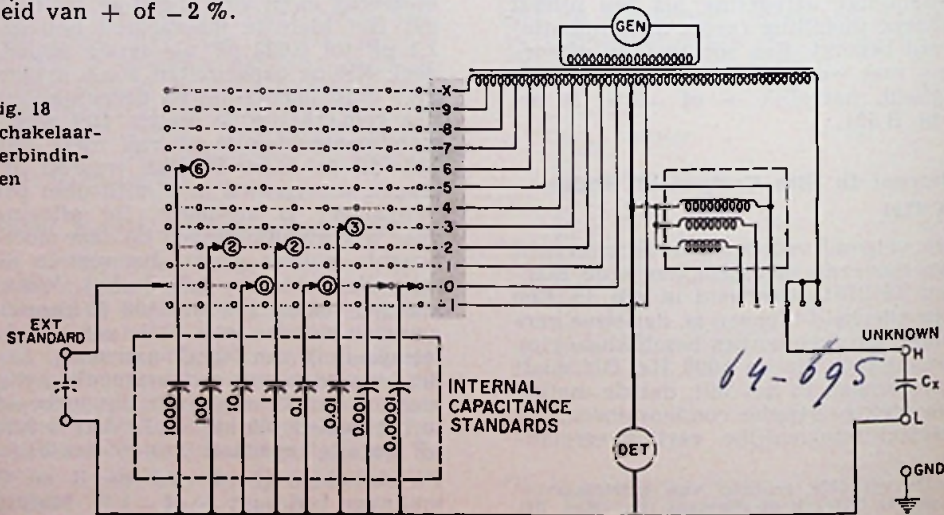 eid van + of −2 %.
ig. 18
chakelaar-
erbindin-
en
GEN
X
9
8
7
6
5
4
3
2
1
0
-1
6
2
0
2
0
3
EXT
STANDARD
1000
100
10
1
0.1
0.01
0.001
0.0001
INTERNAL
CAPACITANCE
STANDARDS
DET
UNKNOWN
H
Cx
L
GND
64-695